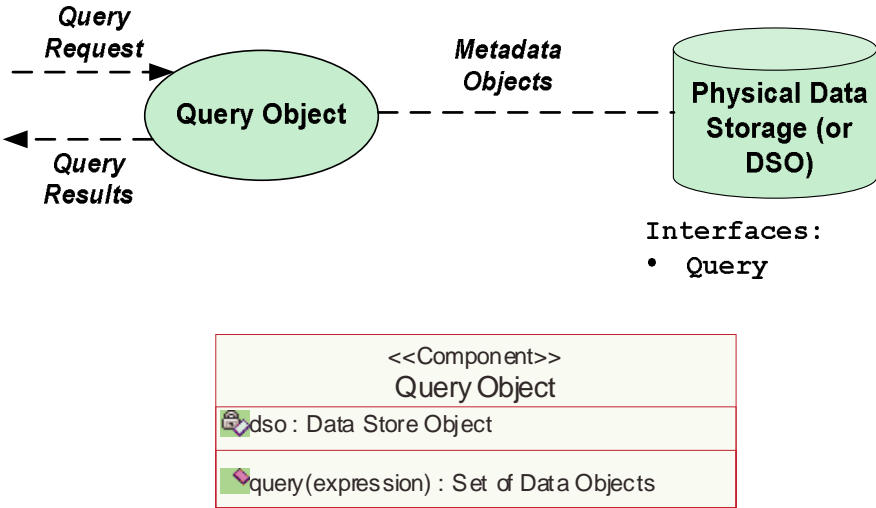 Query
Request
Query Object
Query
Results
Metadata
Objects
Physical Data
Storage (or
DSO)
Interfaces:
• Query
<<Component>>
Query Object
dso : Data Store Object
query(expression) : Set of Data Objects